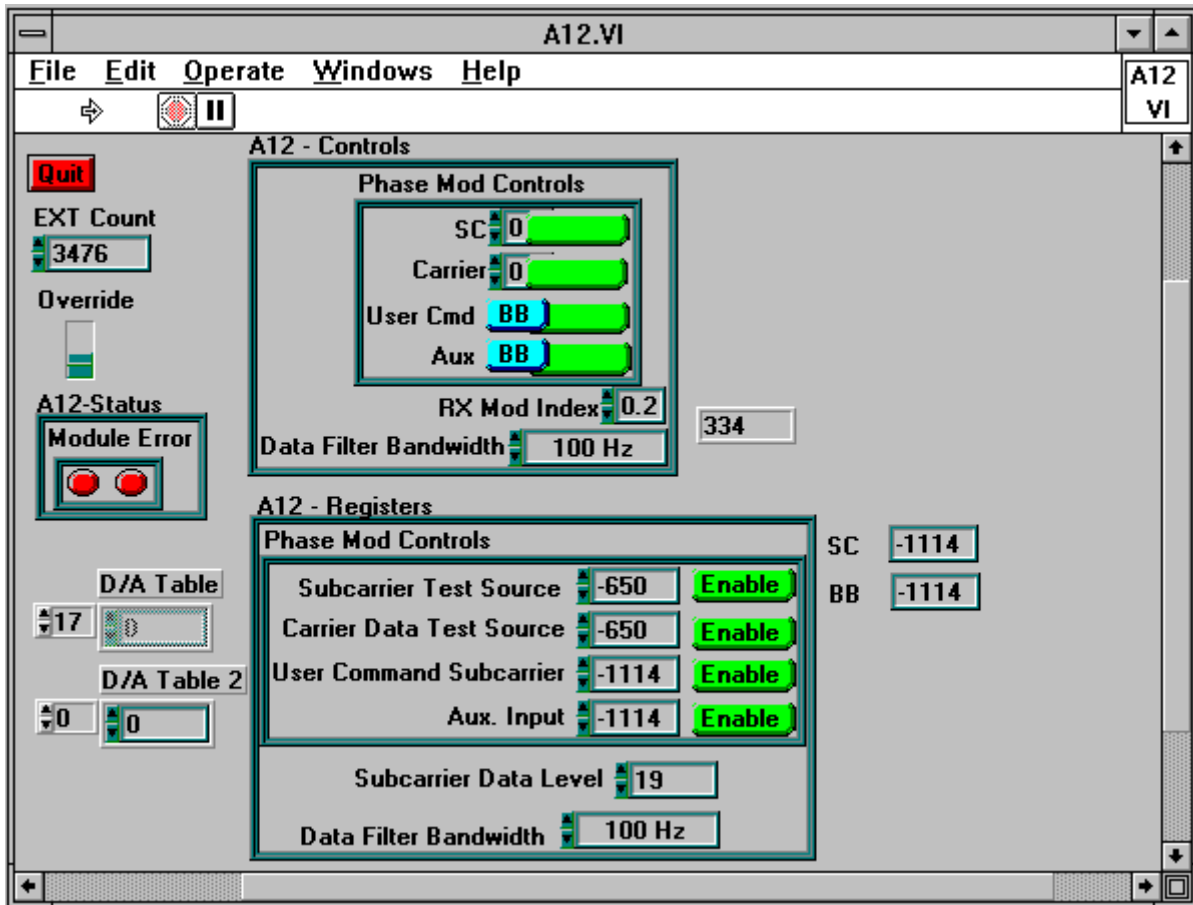 A12.VI
File Edit Operate Windows Help
A12
VI
Quit
EXT Count
3476
Override
A12-Status
Module Error
A12 - Controls
Phase Mod Controls
SC 0
Carrier 0
User Cmd BB
Aux BB
RX Mod Index 0.2
Data Filter Bandwidth 100 Hz
334
A12 - Registers
Phase Mod Controls
Subcarrier Test Source -650 Enable
Carrier Data Test Source -650 Enable
User Command Subcarrier -1114 Enable
Aux. Input -1114 Enable
Subcarrier Data Level 19
Data Filter Bandwidth 100 Hz
SC -1114
BB -1114
D/A Table
17 0
D/A Table 2
0 0